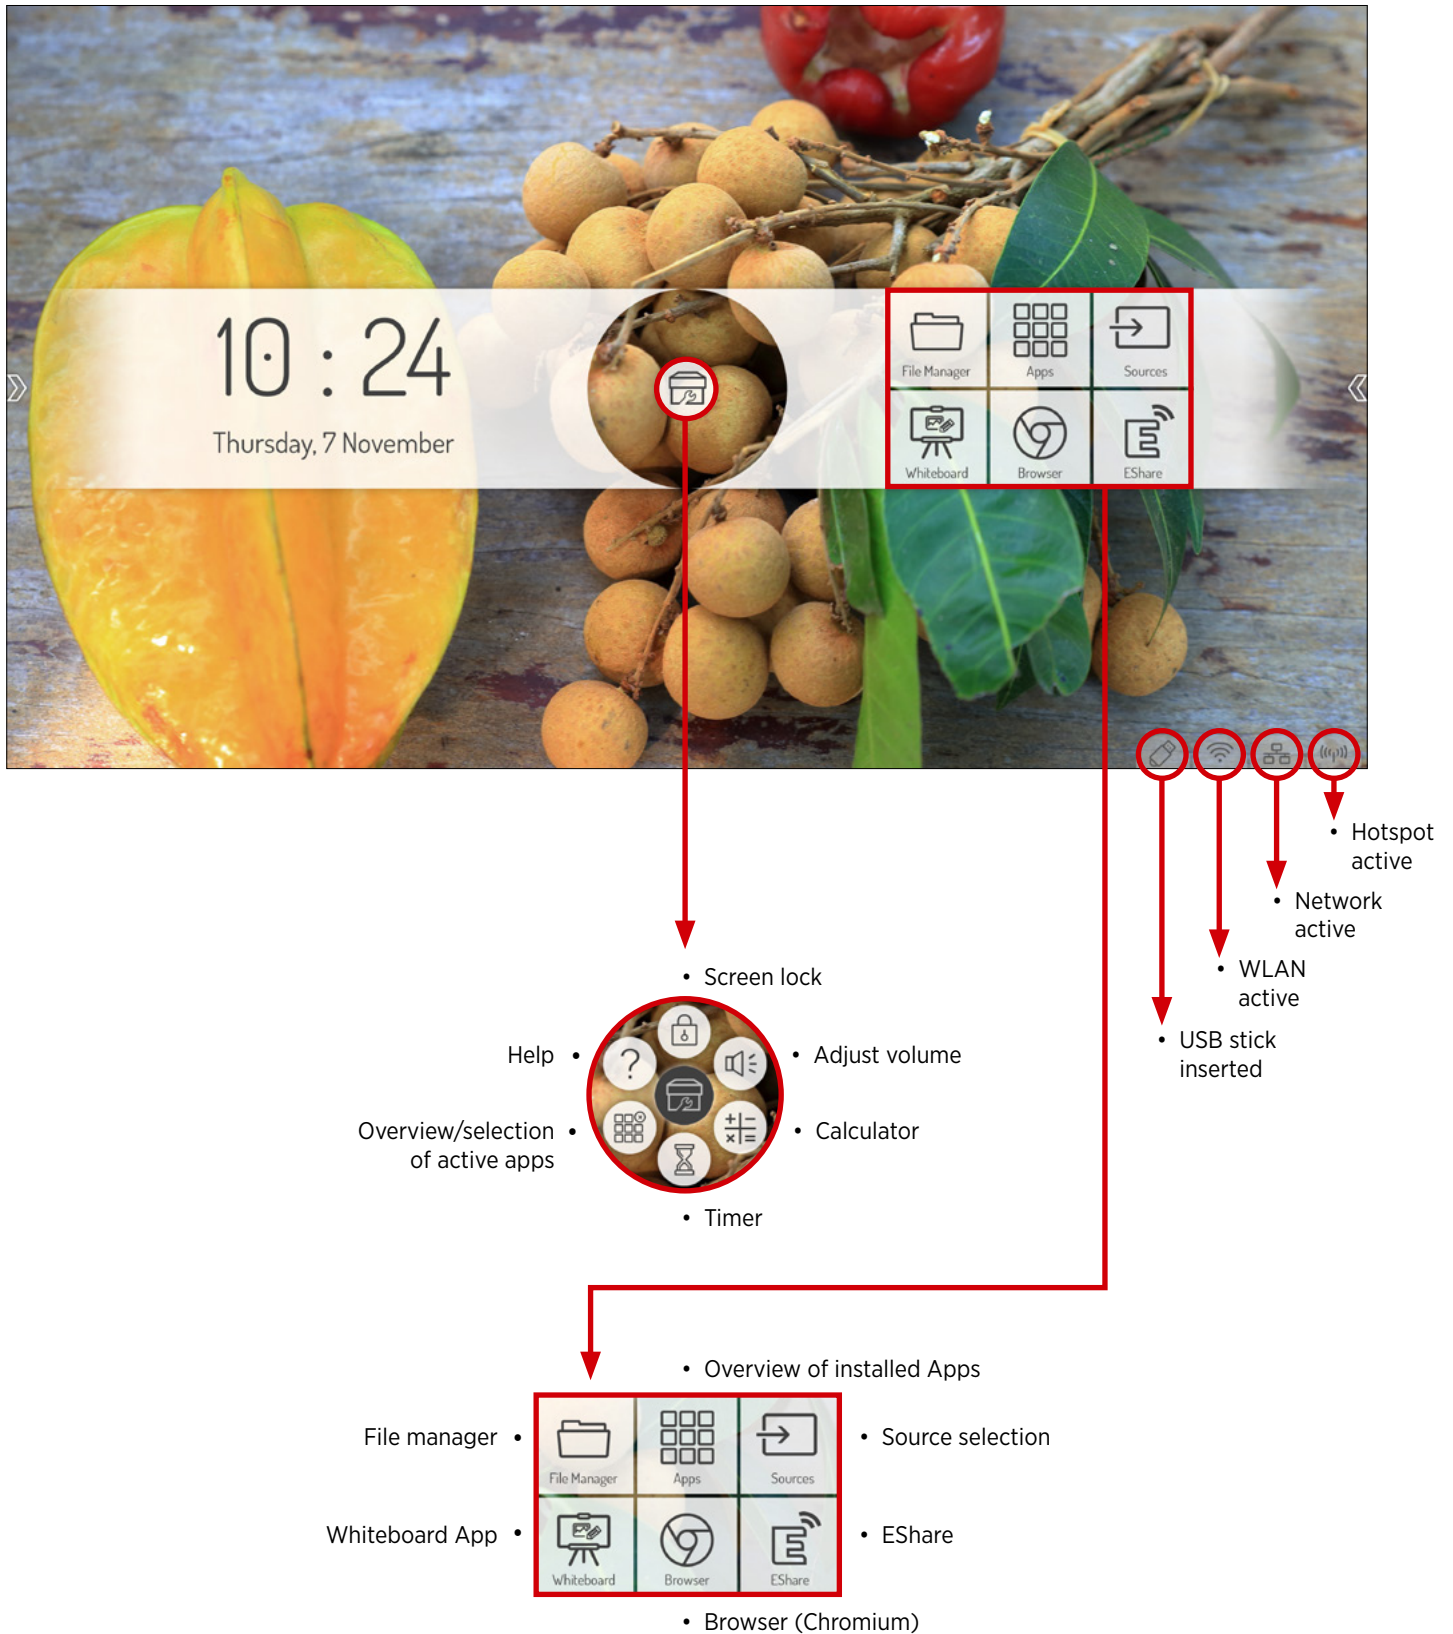 10 : 24
Thursday, 7 November
File Manager
Apps
Sources
Whiteboard
Browser
EShare
• Hotspot
active
• Network
active
• WLAN
active
• USB stick
inserted
• Screen lock
Help •
• Adjust volume
Overview/selection •
of active apps
• Calculator
• Timer
• Overview of installed Apps
File manager •
• Source selection
File Manager
Apps
Sources
Whiteboard App •
• EShare
Whiteboard
Browser
EShare
• Browser (Chromium)